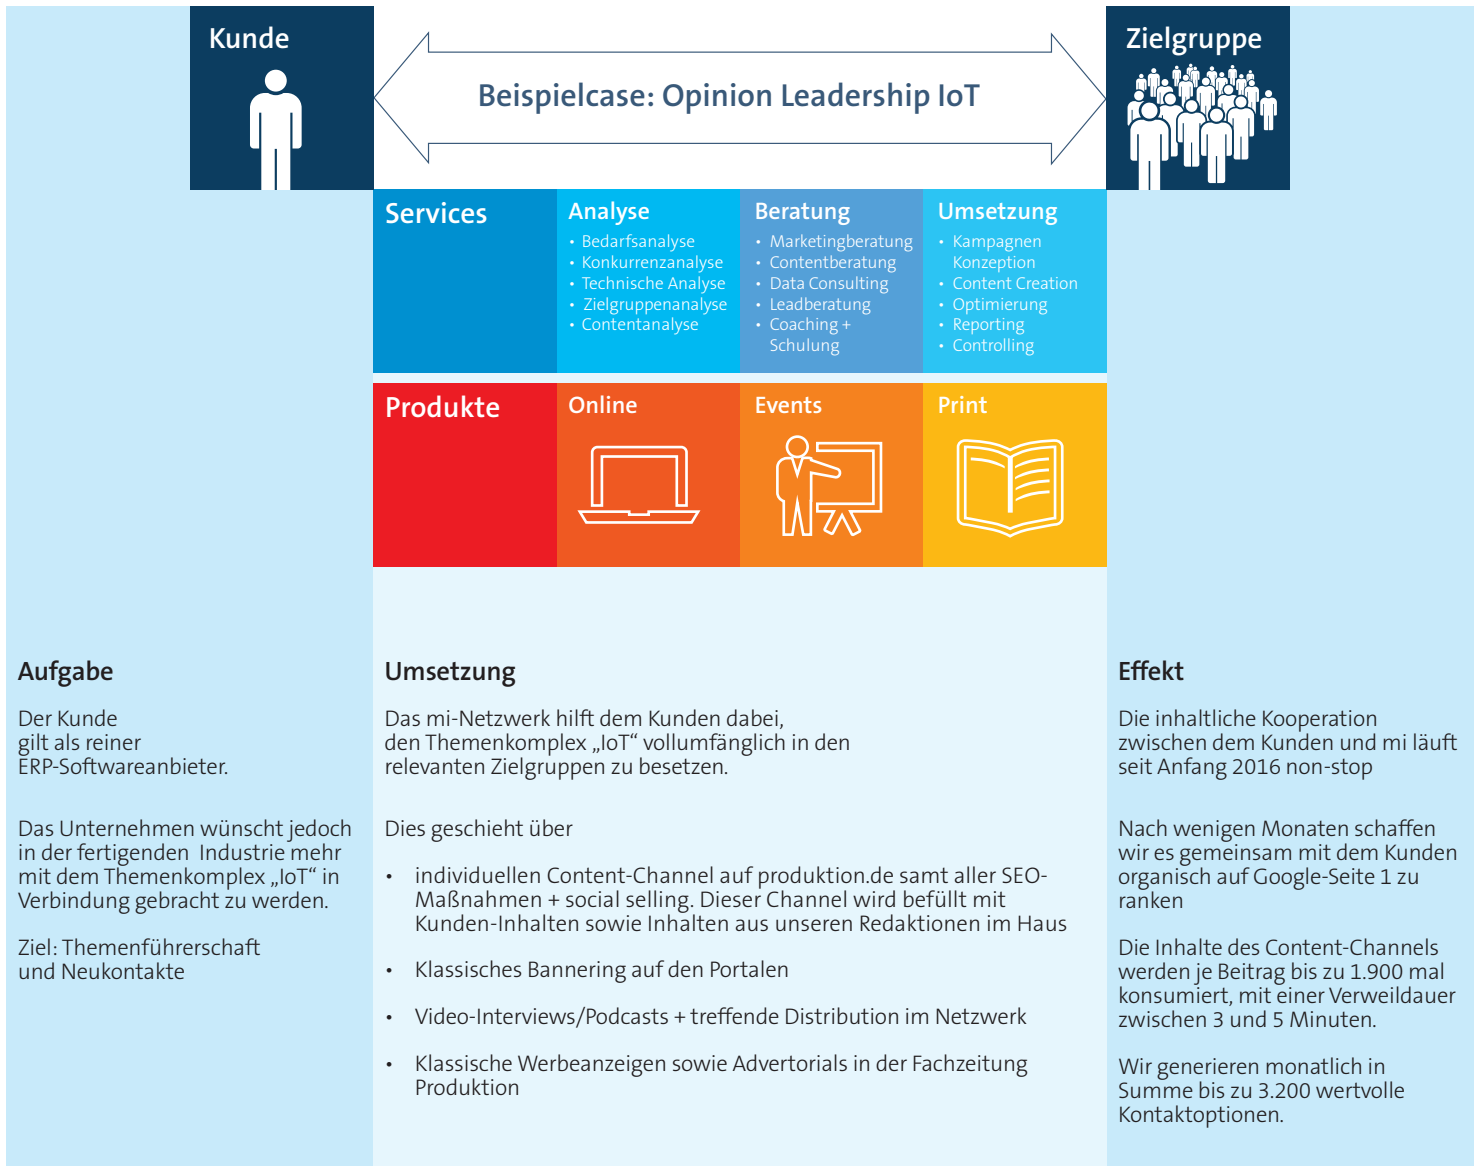 Kunde
Beispielcase: Opinion Leadership IoT
Zielgruppe
Services
Analyse
• Bedarfsanalyse
• Konkurrenzanalyse
• Technische Analyse
• Zielgruppenanalyse
• Contentanalyse
Beratung
• Marketingberatung
• Contentberatung
• Data Consulting
• Leadberatung
• Coaching +
Schulung
Umsetzung
• Kampagnen
Konzeption
• Content Creation
• Optimierung
• Reporting
• Controlling
Produkte
Online
Events
Print
Aufgabe
Der Kunde
gilt als reiner
ERP-Softwareanbieter.
Das Unternehmen wünscht jedoch
in der fertigenden Industrie mehr
mit dem Themenkomplex „IoT“ in
Verbindung gebracht zu werden.
Ziel: Themenführerschaft
und Neukontakte
Umsetzung
Das mi-Netzwerk hilft dem Kunden dabei,
den Themenkomplex „IoT“ vollumfänglich in den
relevanten Zielgruppen zu besetzen.
Dies geschieht über
• individuellen Content-Channel auf produktion.de samt aller SEO-
Maßnahmen + social selling. Dieser Channel wird befüllt mit
Kunden-Inhalten sowie Inhalten aus unseren Redaktionen im Haus
• Klassisches Bannering auf den Portalen
• Video-Interviews/Podcasts + treffende Distribution im Netzwerk
• Klassische Werbeanzeigen sowie Advertorials in der Fachzeitung
Produktion
Effekt
Die inhaltliche Kooperation
zwischen dem Kunden und mi läuft
seit Anfang 2016 non-stop
Nach wenigen Monaten schaffen
wir es gemeinsam mit dem Kunden
organisch auf Google-Seite 1 zu
ranken
Die Inhalte des Content-Channels
werden je Beitrag bis zu 1.900 mal
konsumiert, mit einer Verweildauer
zwischen 3 und 5 Minuten.
Wir generieren monatlich in
Summe bis zu 3.200 wertvolle
Kontaktoptionen.